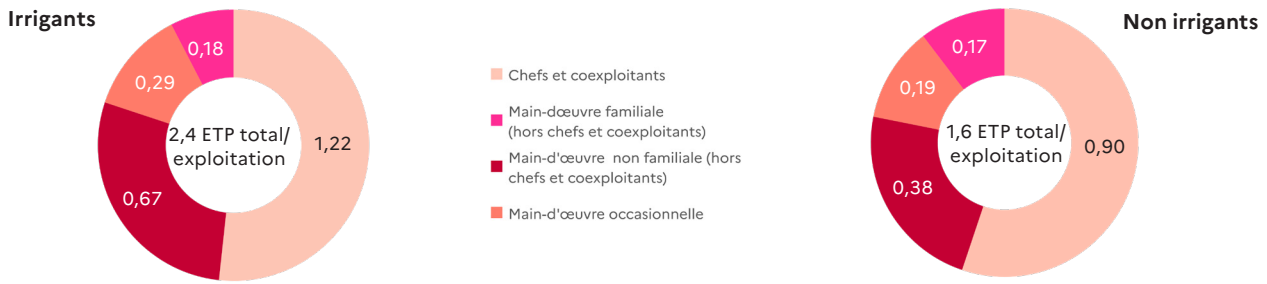 Irrigants
0,18
0,29
2,4 ETP total/
exploitation
1,22
0,67
Chefs et coexploitants
Main-dœuvre familiale
(hors chefs et coexploitants)
Main-d'œuvre  non familiale (hors
chefs et coexploitants)
Main-d'œuvre occasionnelle
Non irrigants
0,17
0,19
1,6 ETP total/
exploitation
0,90
0,38